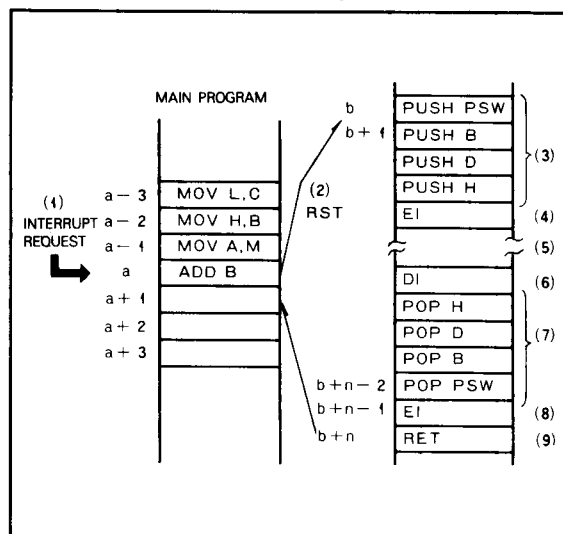 MAIN PROGRAM
(1)
INTERRUPT
REQUEST
a - 3 MOV L,C
a - 2 MOV H,B
a - 1 MOV A,M
a ADD B
a + 1
a + 2
a + 3
(2)
RST
b PUSH PSW
b + 1 PUSH B
PUSH D
PUSH H
(3)
EI (4)
(5)
DI (6)
POP H
POP D
POP B
b + n - 2 POP PSW
(7)
b + n - 1 EI (8)
b + n RET (9)